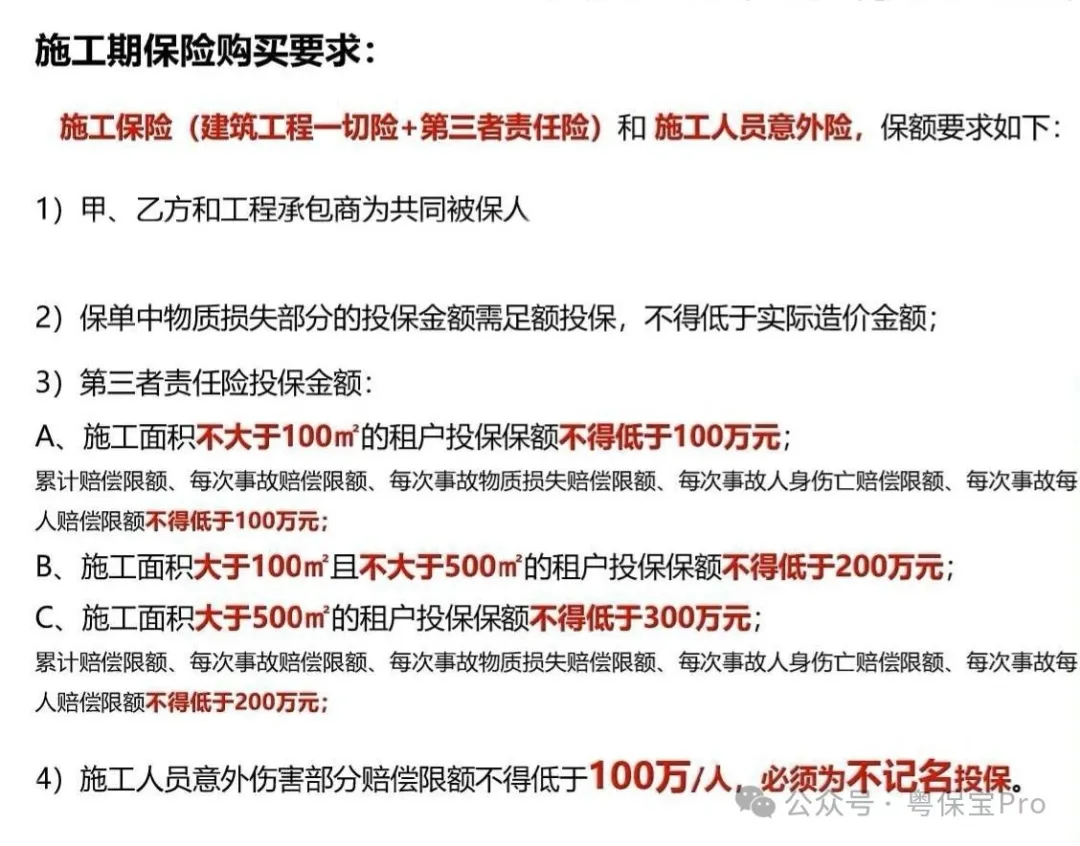 施工期保险购买要求：
施工保险（建筑工程一切险+第三者责任险）和 施工人员意外险，保额要求如下：
1）甲、乙方和工程承包商为共同被保人
2）保单中物质损失部分的投保金额需足额投保，不得低于实际造价金额；
3）第三者责任险投保金额：
A、施工面积不大于100㎡的租户投保保额不得低于100万元；
累计赔偿限额、每次事故赔偿限额、每次事故物质损失赔偿限额、每次事故人身伤亡赔偿限额、每次事故每
人赔偿限额不得低于100万元；
B、施工面积大于100㎡且不大于500㎡的租户投保保额不得低于200万元；
C、施工面积大于500㎡的租户投保保额不得低于300万元；
累计赔偿限额、每次事故赔偿限额、每次事故物质损失赔偿限额、每次事故人身伤亡赔偿限额、每次事故每
人赔偿限额不得低于200万元；
4）施工人员意外伤害部分赔偿限额不得低于100万/人，必须为不记名投保。
公众号 · 粤保宝Pro